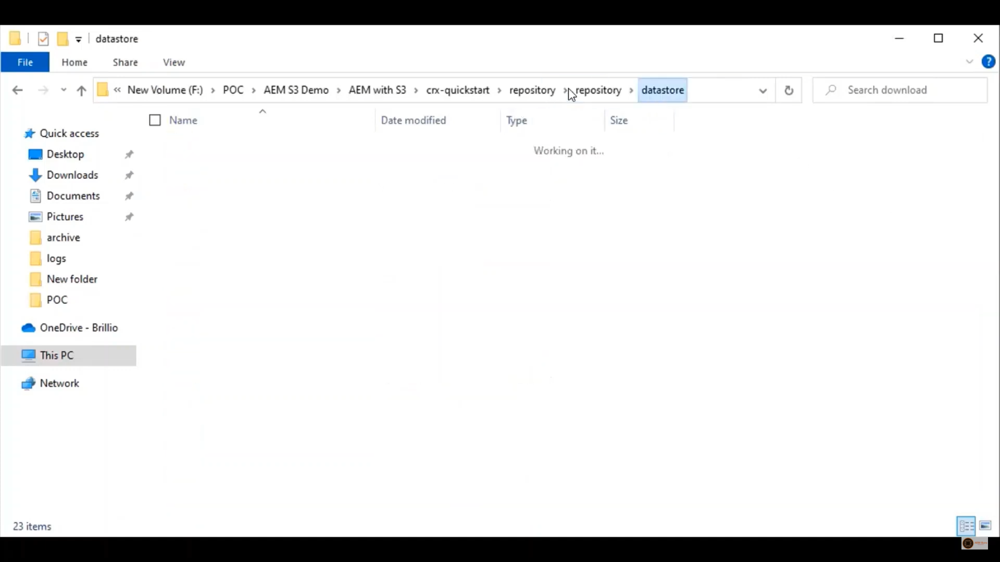 datastore
File Home Share View
« New Volume (F:) › POC › AEM S3 Demo › AEM with S3 › crx-quickstart › repository › repository › datastore
Search download
Name Date modified Type Size
Working on it...
Quick access
Desktop
Downloads
Documents
Pictures
archive
logs
New folder
POC
OneDrive - Brillio
This PC
Network
23 items